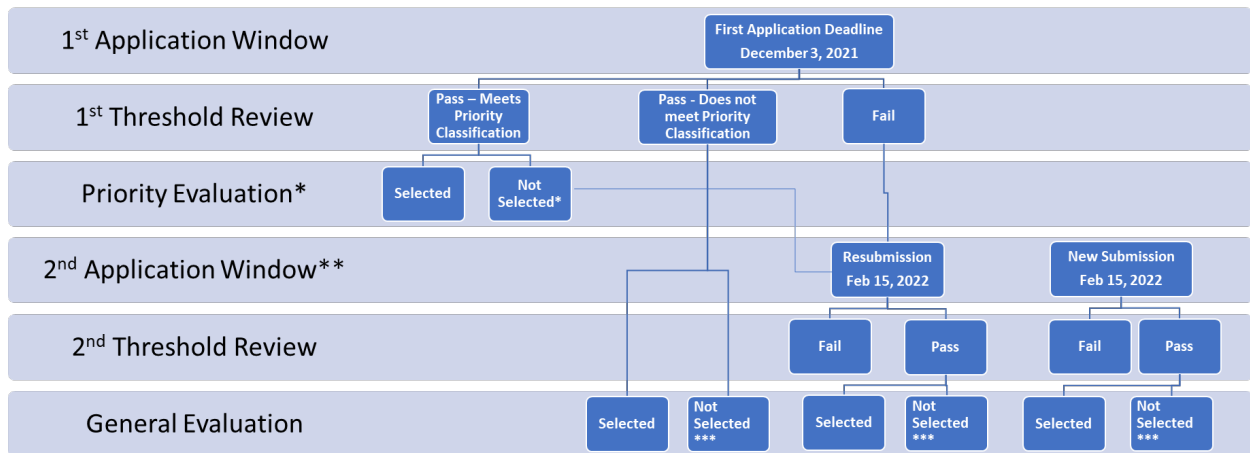 1st Application Window
First Application Deadline
December 3, 2021
1st Threshold Review
Pass – Meets
Priority
Classification
Pass - Does not
meet Priority
Classification
Fail
Priority Evaluation*
Selected
Not
Selected*
2nd Application Window**
Resubmission
Feb 15, 2022
New Submission
Feb 15, 2022
2nd Threshold Review
Fail
Pass
Fail
Pass
General Evaluation
Selected
Not
Selected
***
Selected
Not
Selected
***
Selected
Not
Selected
***